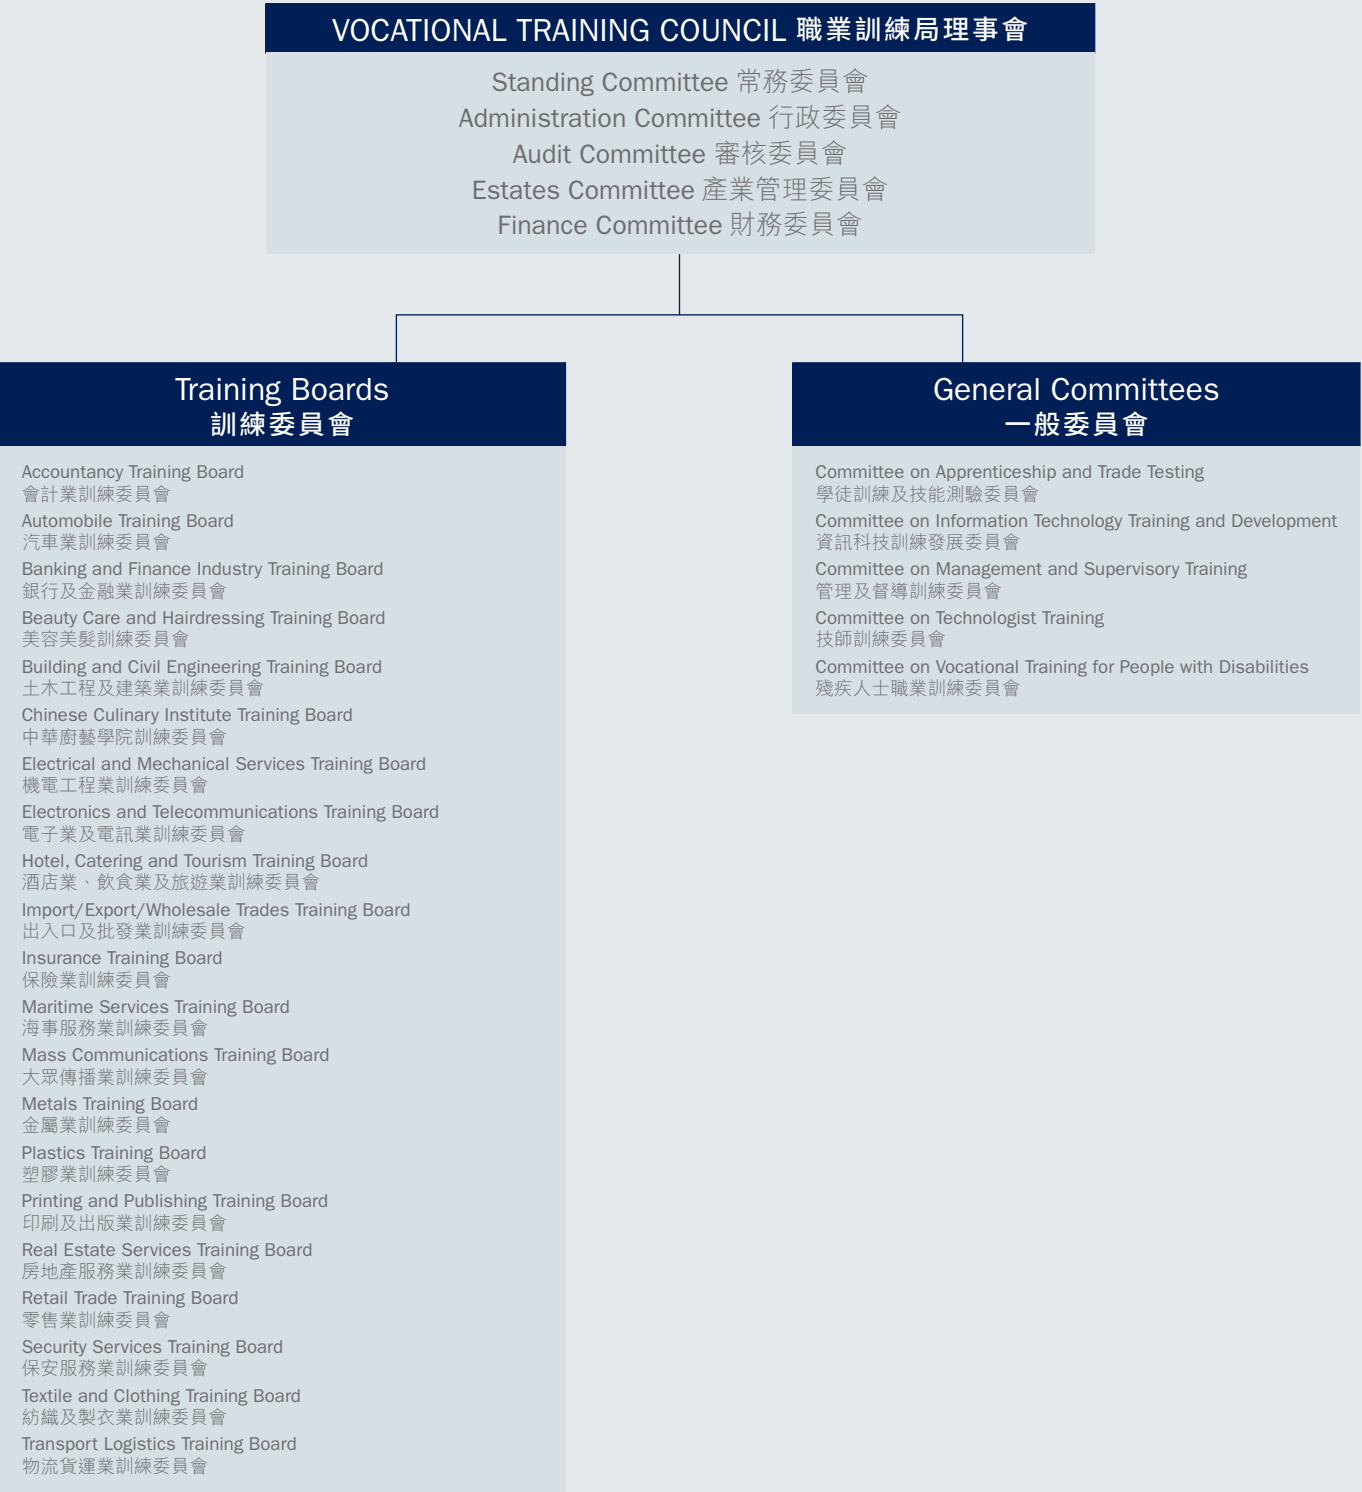 VOCATIONAL TRAINING COUNCIL 職業訓練局理事會
Standing Committee 常務委員會
Administration Committee 行政委員會
Audit Committee 審核委員會
Estates Committee 產業管理委員會
Finance Committee 財務委員會
Training Boards
訓練委員會
Accountancy Training Board
會計業訓練委員會
Automobile Training Board
汽車業訓練委員會
Banking and Finance Industry Training Board
銀行及金融業訓練委員會
Beauty Care and Hairdressing Training Board
美容美髮訓練委員會
Building and Civil Engineering Training Board
土木工程及建築業訓練委員會
Chinese Culinary Institute Training Board
中華廚藝學院訓練委員會
Electrical and Mechanical Services Training Board
機電工程業訓練委員會
Electronics and Telecommunications Training Board
電子業及電訊業訓練委員會
Hotel, Catering and Tourism Training Board
酒店業、飲食業及旅遊業訓練委員會
Import/Export/Wholesale Trades Training Board
出入口及批發業訓練委員會
Insurance Training Board
保險業訓練委員會
Maritime Services Training Board
海事服務業訓練委員會
Mass Communications Training Board
大眾傳播業訓練委員會
Metals Training Board
金屬業訓練委員會
Plastics Training Board
塑膠業訓練委員會
Printing and Publishing Training Board
印刷及出版業訓練委員會
Real Estate Services Training Board
房地產服務業訓練委員會
Retail Trade Training Board
零售業訓練委員會
Security Services Training Board
保安服務業訓練委員會
Textile and Clothing Training Board
紡織及製衣業訓練委員會
Transport Logistics Training Board
物流貨運業訓練委員會
General Committees
一般委員會
Committee on Apprenticeship and Trade Testing
學徒訓練及技能測驗委員會
Committee on Information Technology Training and Development
資訊科技訓練發展委員會
Committee on Management and Supervisory Training
管理及督導訓練委員會
Committee on Technologist Training
技師訓練委員會
Committee on Vocational Training for People with Disabilities
殘疾人士職業訓練委員會